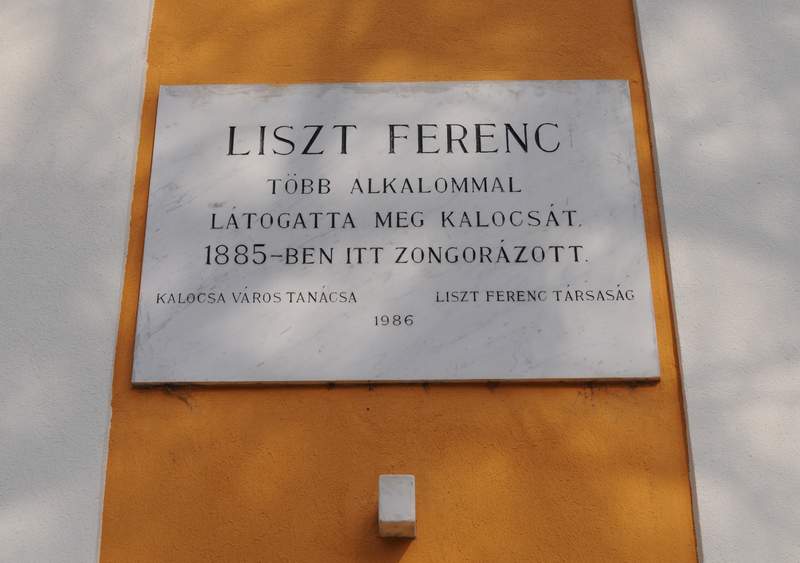 LISZT FERENC
TÖBB ALKALOMMAL
LÁTOGATTA MEG KALOCSÁT.
1885-BEN ITT ZONGORÁZOTT.
KALOCSA VÁROS TANÁCSA LISZT FERENC TÁRSASÁG
1986